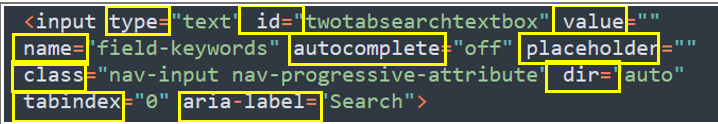 <input type="text" id="twotabsearchtextbox" value=""
name="field-keywords" autocomplete="off" placeholder=""
class="nav-input nav-progressive-attribute" dir="auto"
tabindex="0" aria-label="Search">